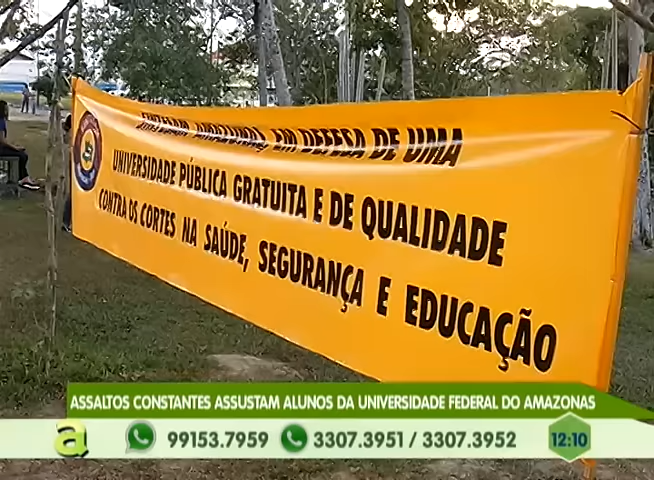 EM DEFESA DE UMA
UNIVERSIDADE PÚBLICA GRATUITA E DE QUALIDADE
CONTRA OS CORTES NA SAÚDE, SEGURANÇA E EDUCAÇÃO
ASSALTOS CONSTANTES ASSUSTAM ALUNOS DA UNIVERSIDADE FEDERAL DO AMAZONAS
a 99153.7959 3307.3951 / 3307.3952 12:10